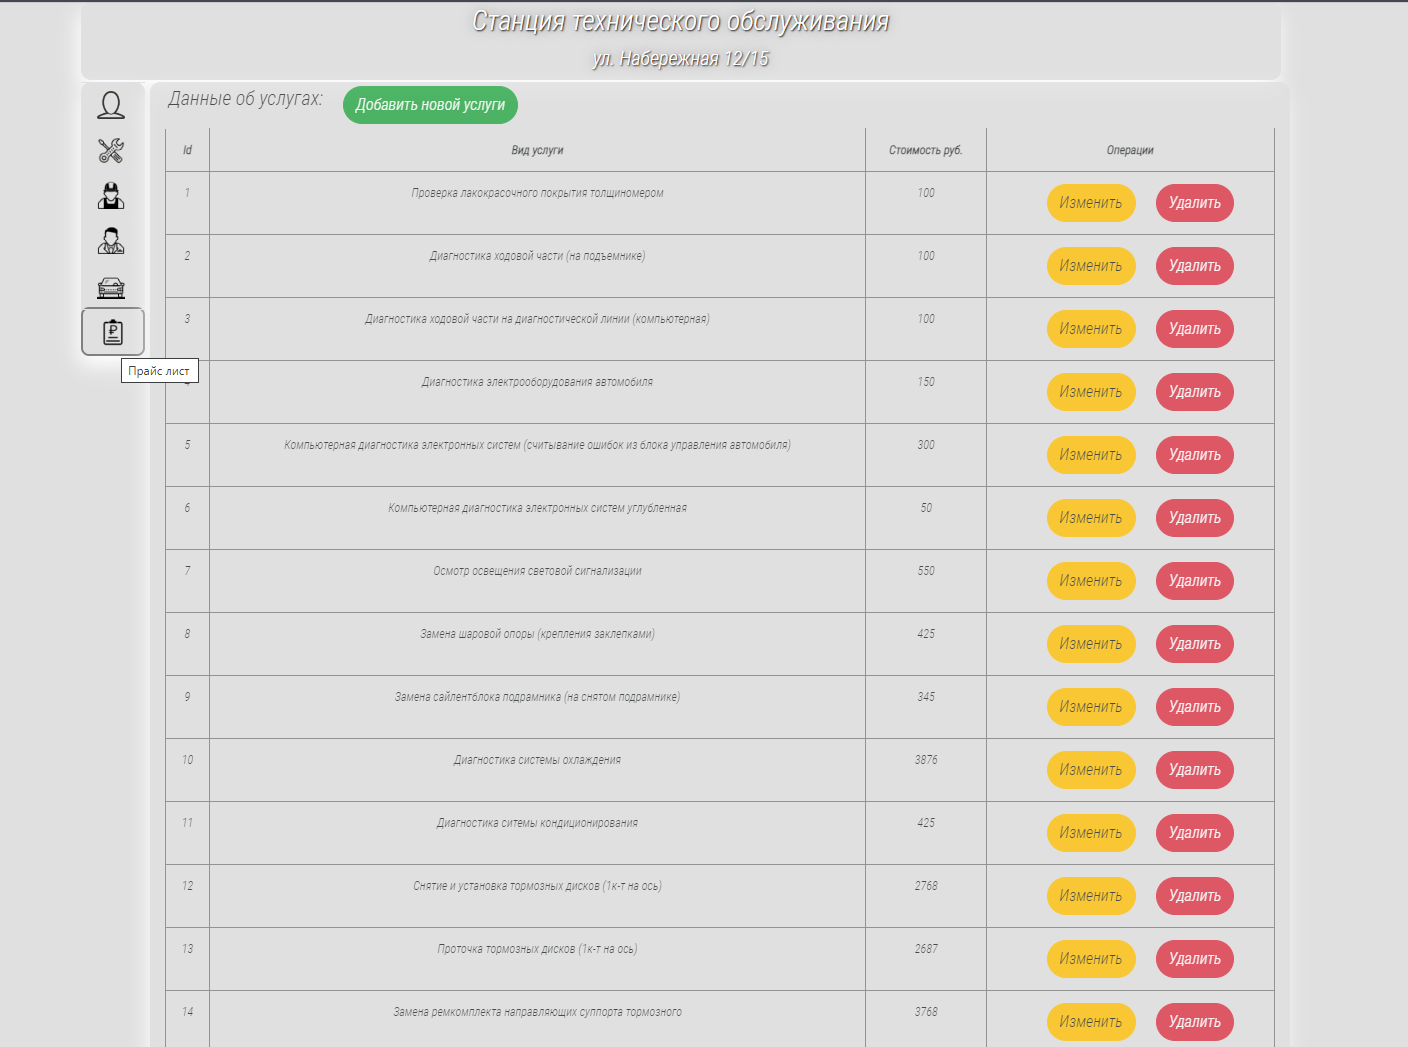 Станция технического обслуживания
ул. Набережная 12/15
Данные об услугах:
Добавить новой услуги
Id Вид услуги Стоимость руб. Операции
1 Проверка лакокрасочного покрытия толщиномером 100 Изменить Удалить
2 Диагностика ходовой части (на подъемнике) 100 Изменить Удалить
3 Диагностика ходовой части на диагностической линии (компьютерная) 100 Изменить Удалить
Прайс лист
Диагностика электрооборудования автомобиля 150 Изменить Удалить
5 Компьютерная диагностика электронных систем (считывание ошибок из блока управления автомобиля) 300 Изменить Удалить
6 Компьютерная диагностика электронных систем углубленная 50 Изменить Удалить
7 Осмотр освещения световой сигнализации 550 Изменить Удалить
8 Замена шаровой опоры (крепления заклепками) 425 Изменить Удалить
9 Замена сайлентблока подрамника (на снятом подрамнике) 345 Изменить Удалить
10 Диагностика системы охлаждения 3876 Изменить Удалить
11 Диагностика ситемы кондиционирования 425 Изменить Удалить
12 Снятие и установка тормозных дисков (1к-т на ось) 2768 Изменить Удалить
13 Проточка тормозных дисков (1к-т на ось) 2687 Изменить Удалить
14 Замена ремкомплекта направляющих суппорта тормозного 3768 Изменить Удалить